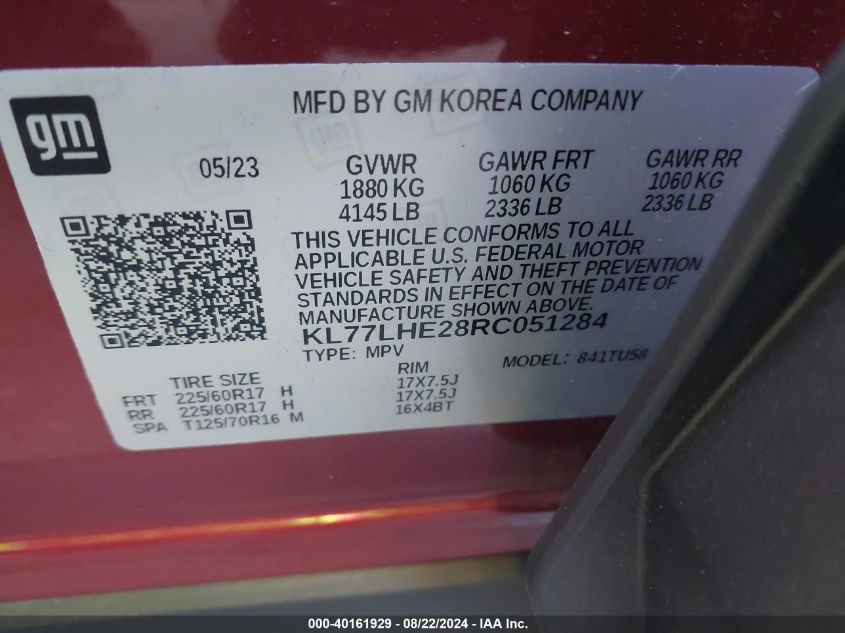 gm
MFD BY GM KOREA COMPANY
05/23 GVWR GAWR FRT GAWR RR
1880 KG 1060 KG 1060 KG
4145 LB 2336 LB 2336 LB
THIS VEHICLE CONFORMS TO ALL
APPLICABLE U.S. FEDERAL MOTOR
VEHICLE SAFETY AND THEFT PREVENTION
STANDARDS IN EFFECT ON THE DATE OF
MANUFACTURE SHOWN ABOVE.
KL77LHE28RC051284
TYPE: MPV MODEL: 841TU58
TIRE SIZE RIM
FRT 225/60R17 H 17X7.5J
RR 225/60R17 H 17X7.5J
SPA T125/70R16 M 16X4BT
000-40161929 - 08/22/2024 - IAA Inc.